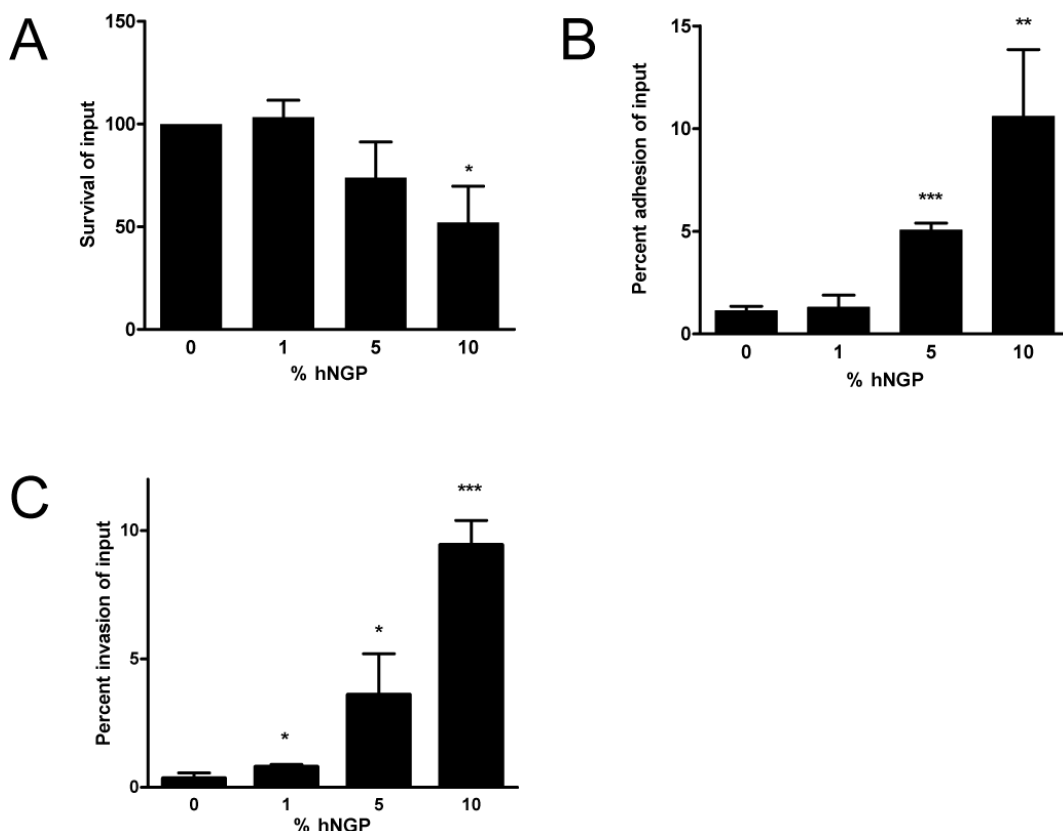 A
150
100
50
0
Survival of input
*
0 1 5 10
% hNGP
B
15
10
5
0
Percent adhesion of input
***
**
0 1 5 10
% hNGP
C
10
5
0
Percent invasion of input
*
*
***
0 1 5 10
% hNGP